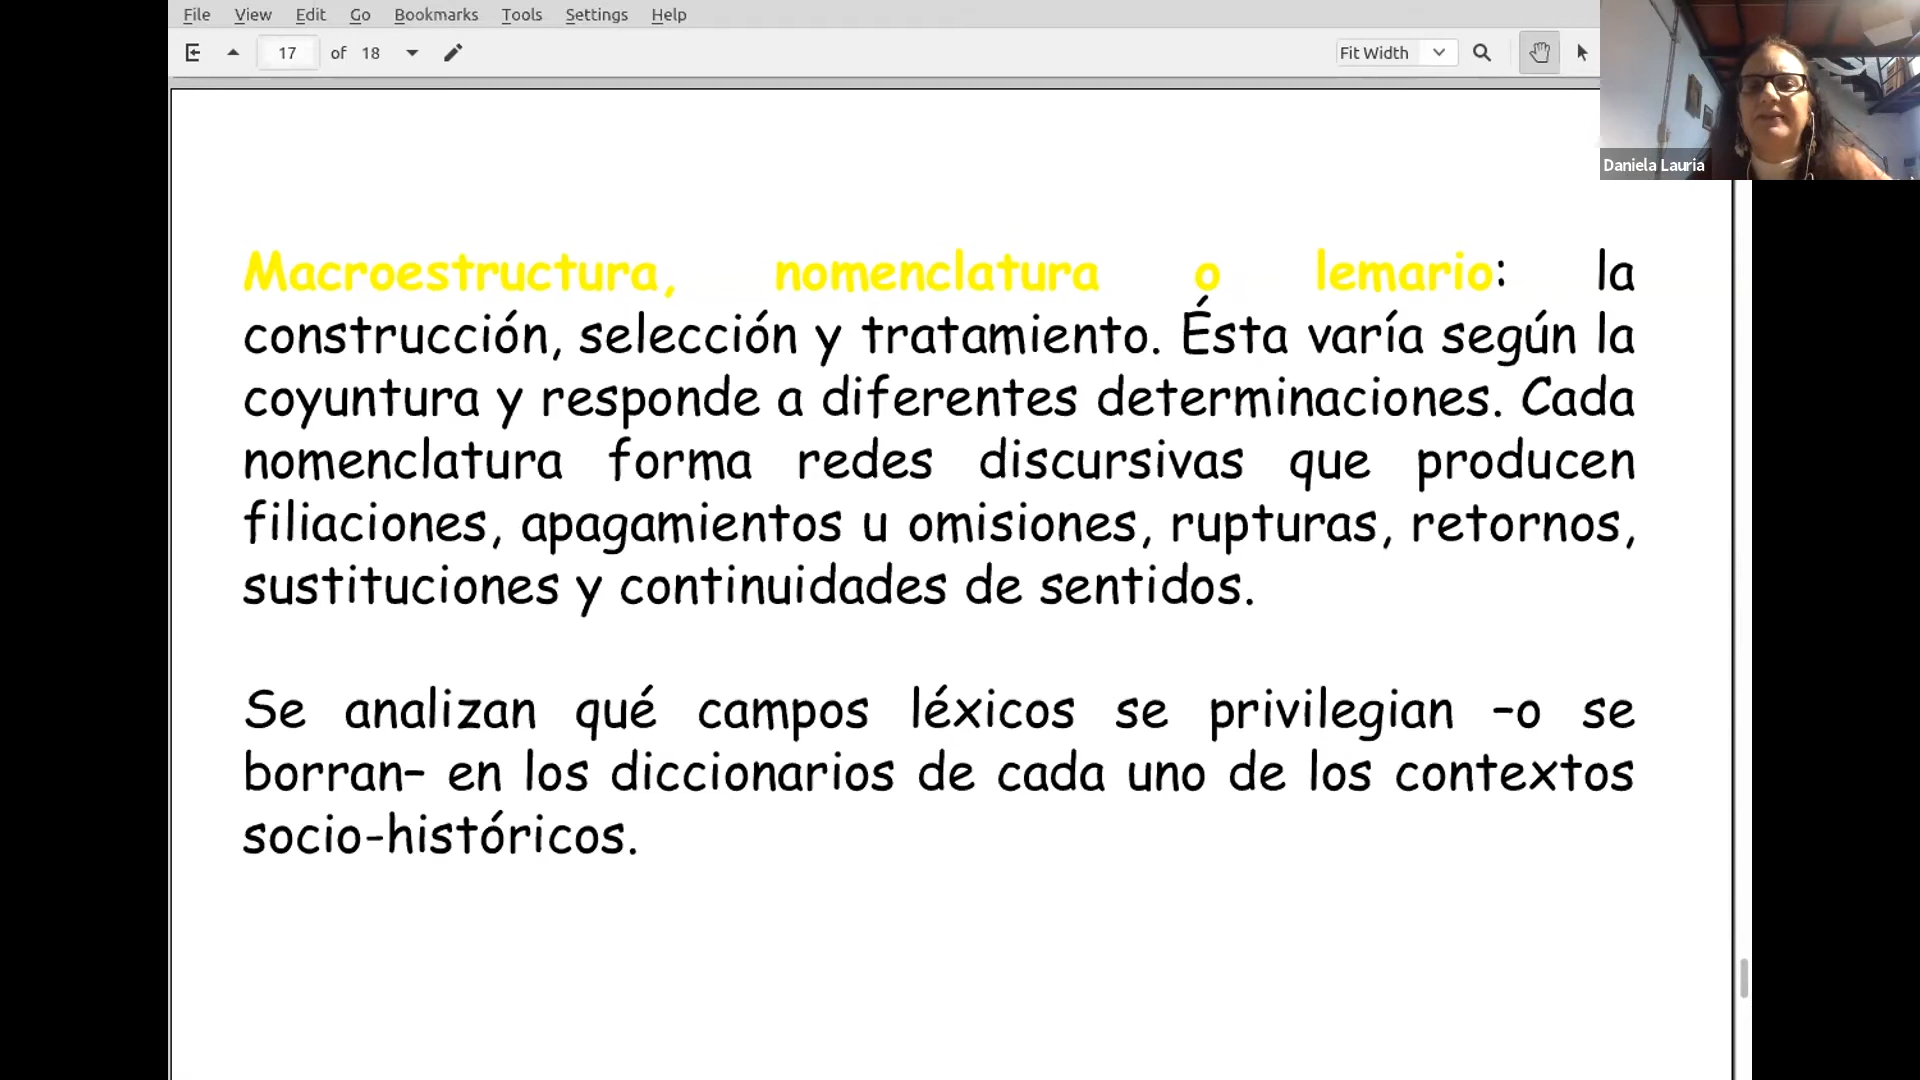 File View Edit Go Bookmarks Tools Settings Help
17 of 18 Fit Width
Daniela Lauria
Macroestructura, nomenclatura o lemario: la
construcción, selección y tratamiento. Ésta varía según la
coyuntura y responde a diferentes determinaciones. Cada
nomenclatura forma redes discursivas que producen
filiaciones, apagamientos u omisiones, rupturas, retornos,
sustituciones y continuidades de sentidos.
Se analizan qué campos léxicos se privilegian –o se
borran– en los diccionarios de cada uno de los contextos
socio-históricos.